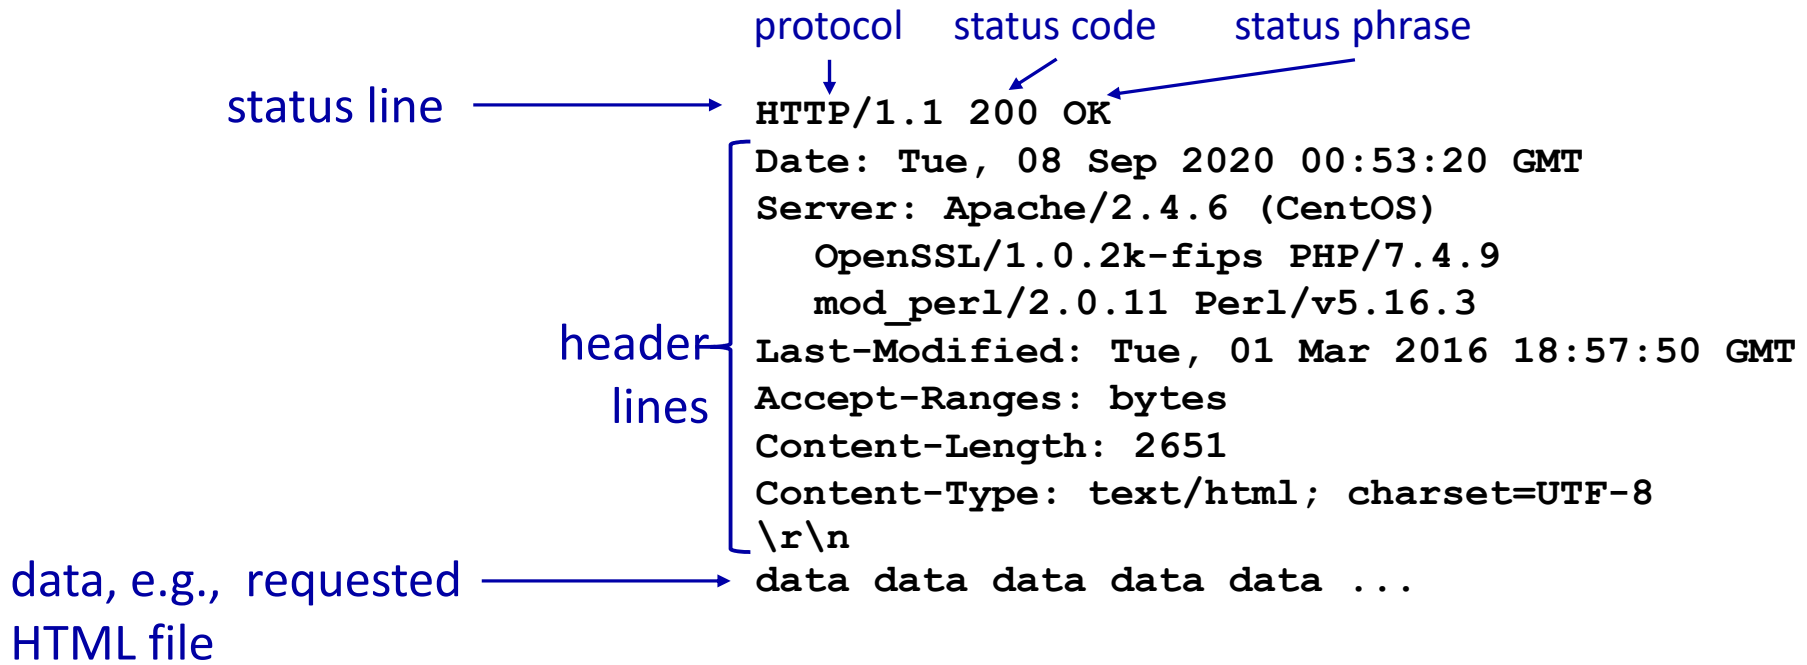 protocol status code status phrase
status line
HTTP/1.1 200 OK
Date: Tue, 08 Sep 2020 00:53:20 GMT
Server: Apache/2.4.6 (CentOS)
OpenSSL/1.0.2k-fips PHP/7.4.9
mod_perl/2.0.11 Perl/v5.16.3
header
lines
Last-Modified: Tue, 01 Mar 2016 18:57:50 GMT
Accept-Ranges: bytes
Content-Length: 2651
Content-Type: text/html; charset=UTF-8
\r\n
data, e.g., requested
HTML file
data data data data data ...